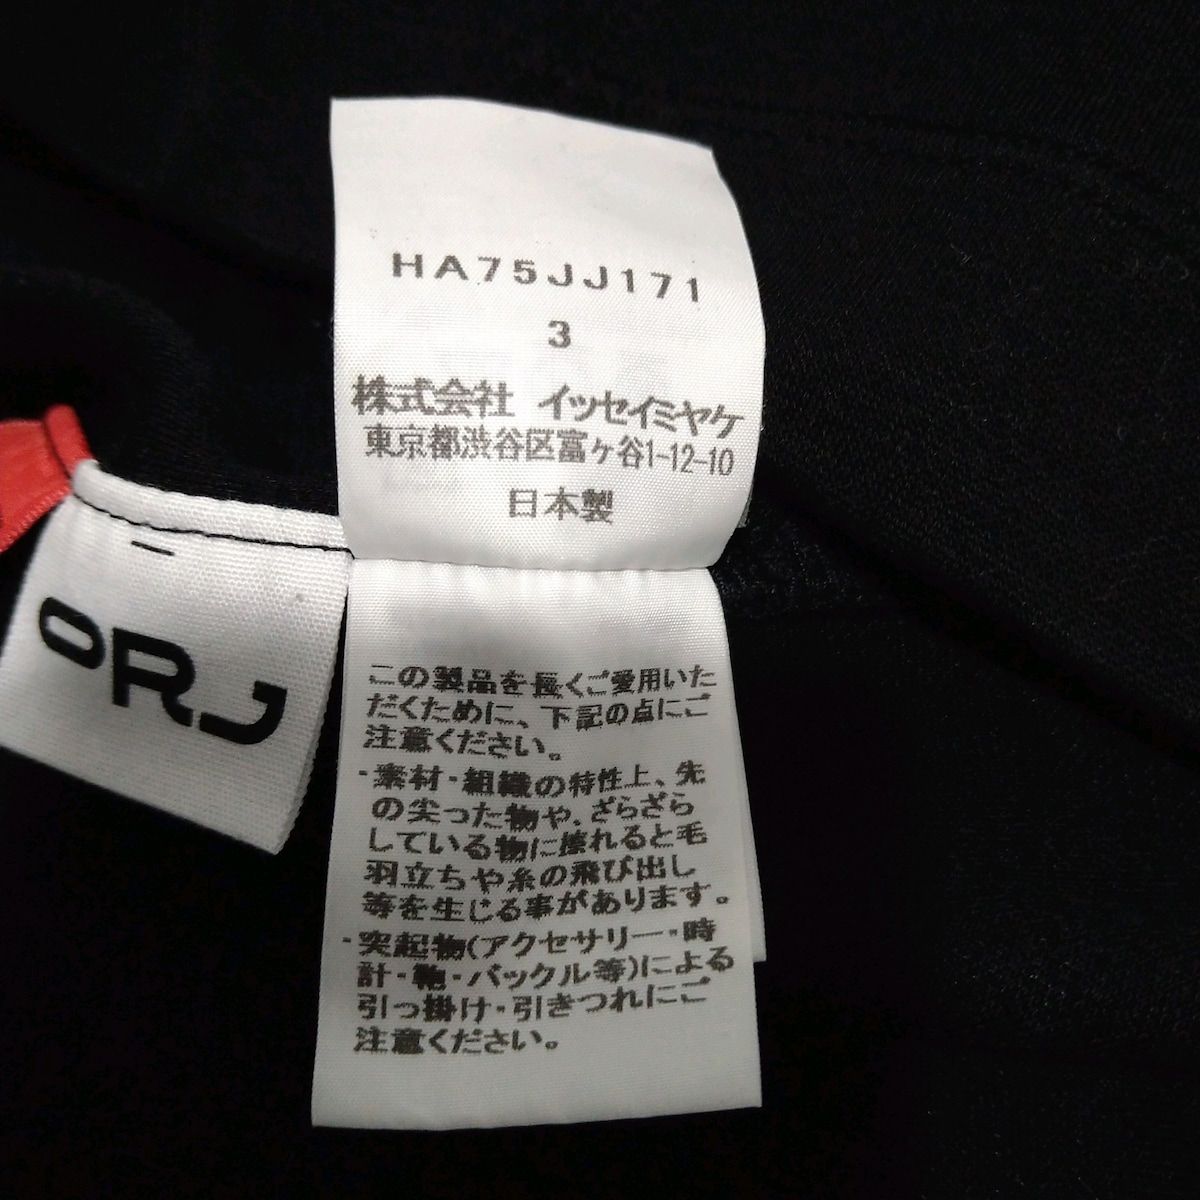 HA75JJ171
3
株式会社 イッセイミヤケ
東京都渋谷区富ヶ谷1-12-10
日本製
ORJ
この製品を長くご愛用いた
だくために、下記の点にご
注意ください。
・素材・組織の特性上、先
の尖った物や、ざらざら
している物に擦れると毛
羽立ちや糸の飛び出し
等を生じる事があります。
・突起物(アクセサリー・時
計・鞄・バックル等)による
引っ掛け・引きつれにご
注意ください。